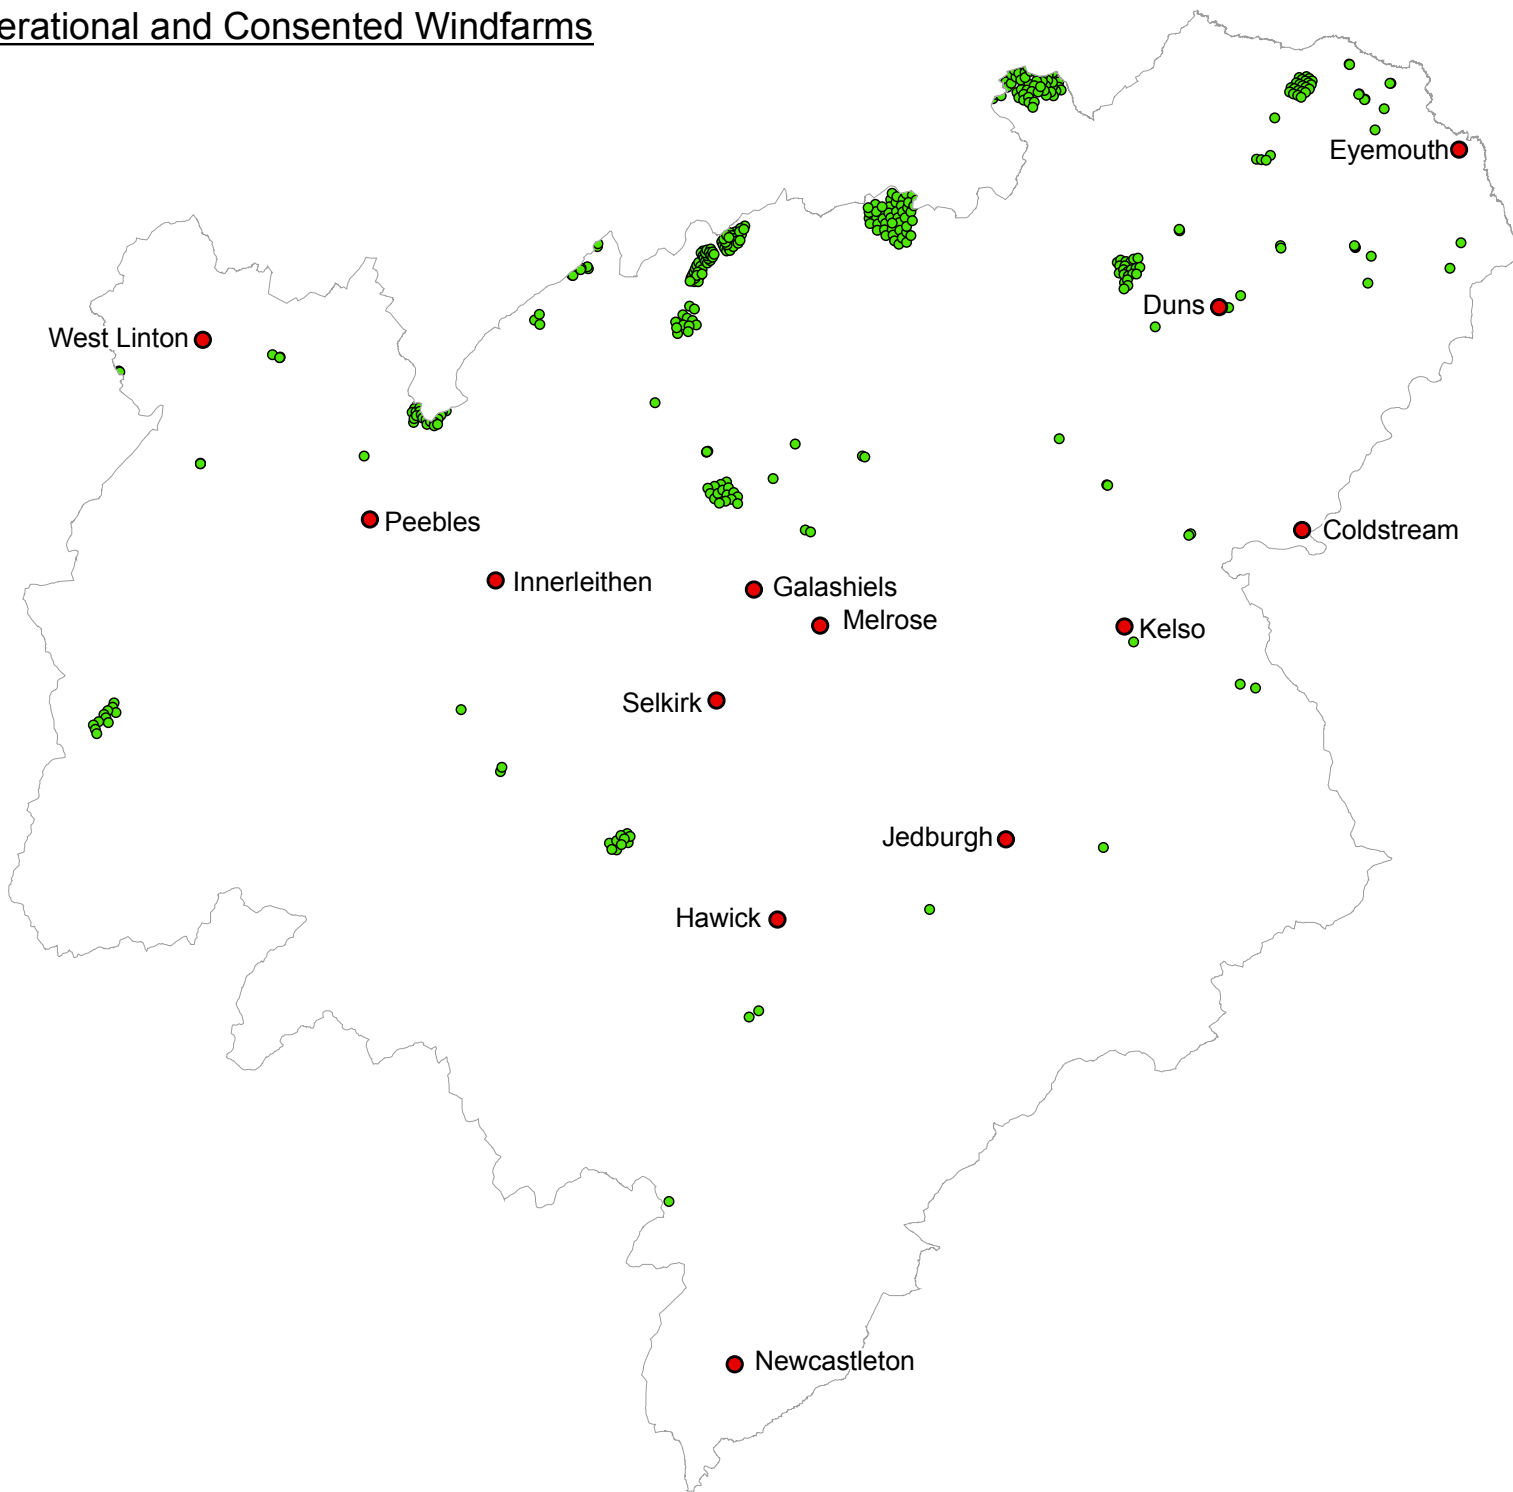 erational and Consented Windfarms
Eyemouth
Duns
West Linton
Peebles
Coldstream
Innerleithen
Galashiels
Melrose
Kelso
Selkirk
Jedburgh
Hawick
Newcastleton